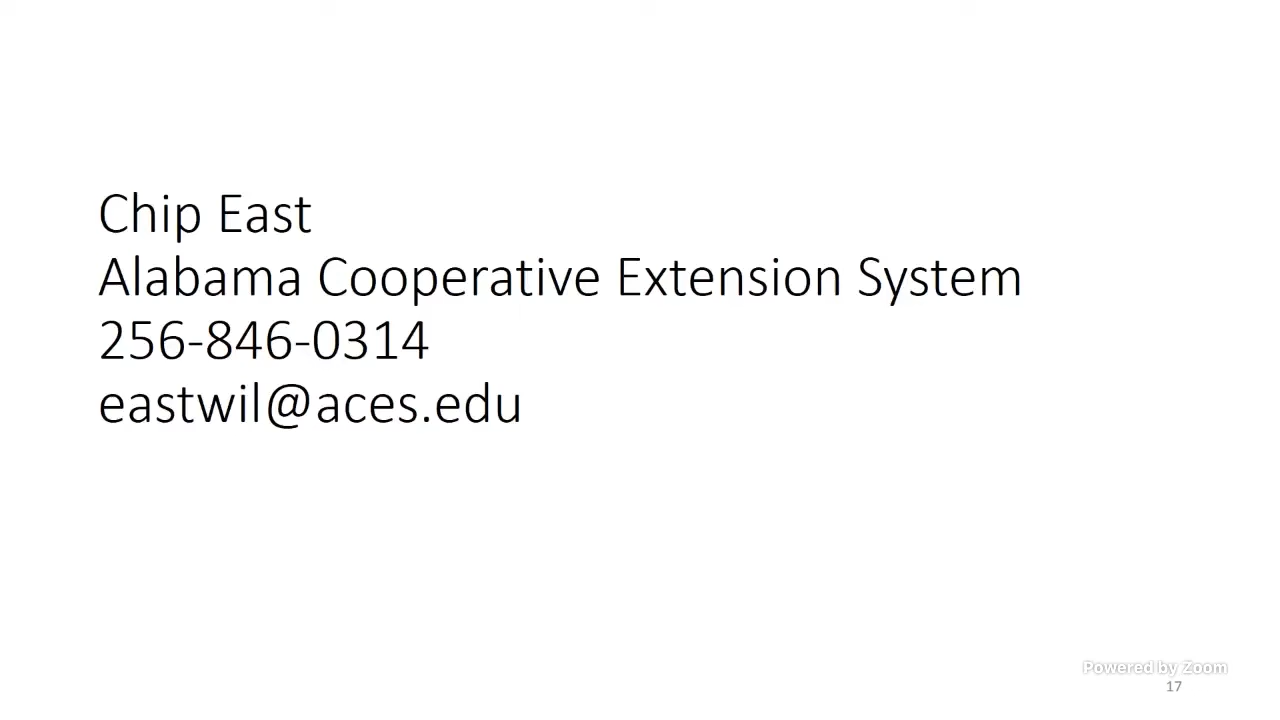 Chip East
Alabama Cooperative Extension System
256-846-0314
eastwil@aces.edu
Powered by Zoom
17